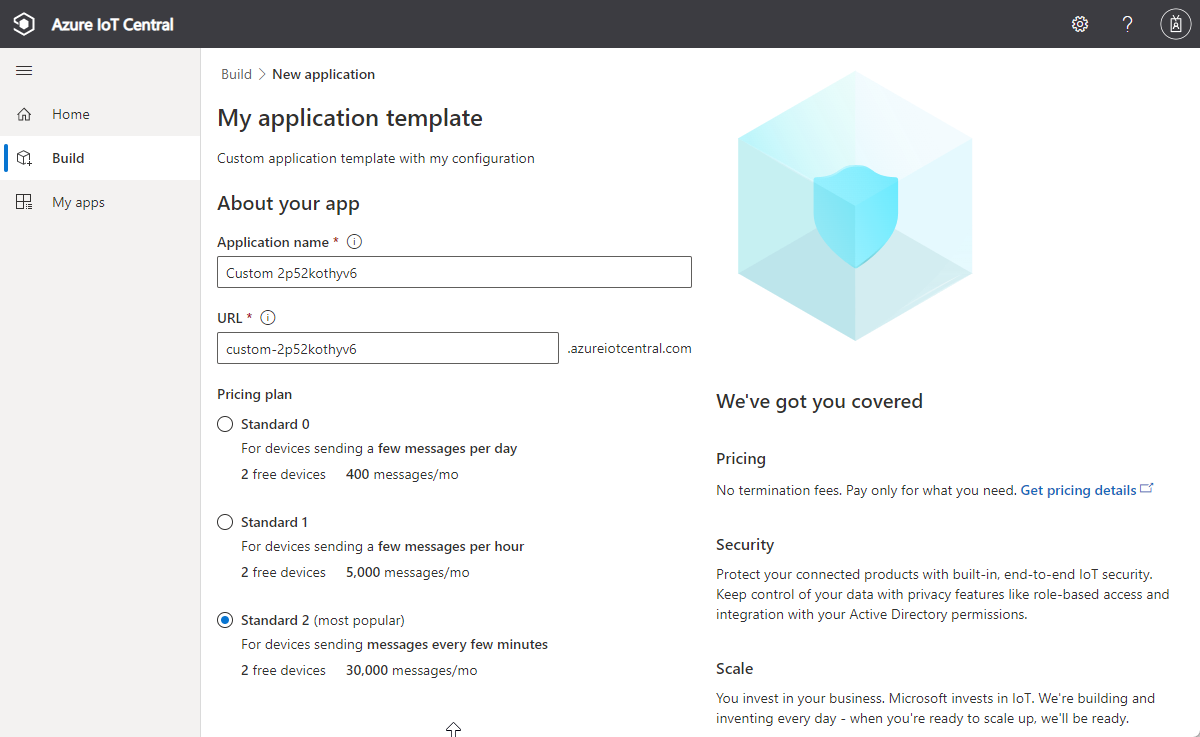 Azure IoT Central
?
Home
Build
My apps
Build > New application
My application template
Custom application template with my configuration
About your app
Application name *
Custom 2p52kothyv6
URL *
custom-2p52kothyv6
.azureiotcentral.com
Pricing plan
Standard 0
For devices sending a few messages per day
2 free devices 400 messages/mo
Standard 1
For devices sending a few messages per hour
2 free devices 5,000 messages/mo
Standard 2 (most popular)
For devices sending messages every few minutes
2 free devices 30,000 messages/mo
We've got you covered
Pricing
No termination fees. Pay only for what you need. Get pricing details
Security
Protect your connected products with built-in, end-to-end IoT security.
Keep control of your data with privacy features like role-based access and
integration with your Active Directory permissions.
Scale
You invest in your business. Microsoft invests in IoT. We're building and
inventing every day - when you're ready to scale up, we'll be ready.